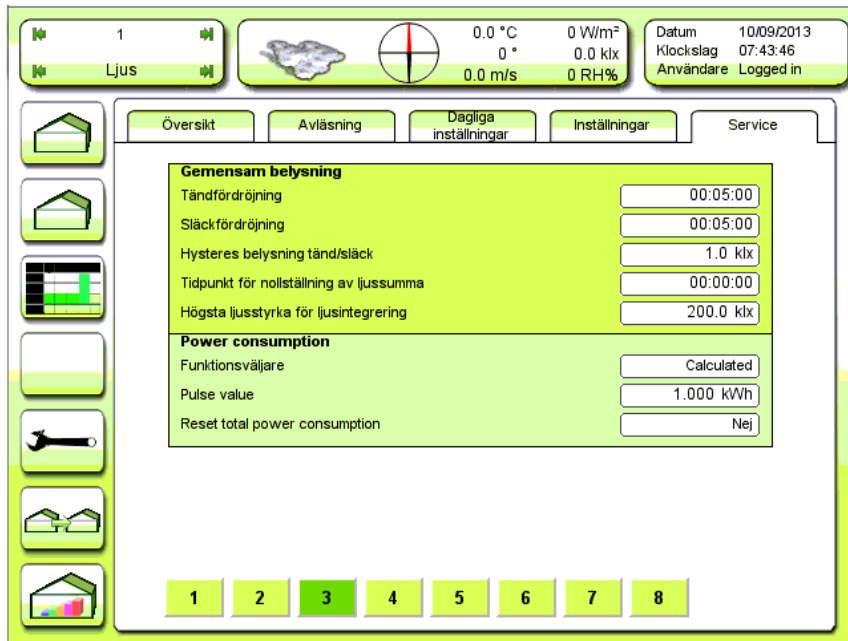 1
Ljus
0.0 °C 0 W/m²
0 ° 0.0 klx
0.0 m/s 0 RH%
Datum 10/09/2013
Klockslag 07:43:46
Användare Logged in
Översikt
Avläsning
Dagliga
inställningar
Inställningar
Service
Gemensam belysning
Tändfördröjning 00:05:00
Släckfördröjning 00:05:00
Hysteres belysning tänd/släck 1.0 klx
Tidpunkt för nollställning av ljussumma 00:00:00
Högsta ljusstyrka för ljusintegrering 200.0 klx
Power consumption
Funktionsväljare Calculated
Pulse value 1.000 kWh
Reset total power consumption Nej
1 2 3 4 5 6 7 8